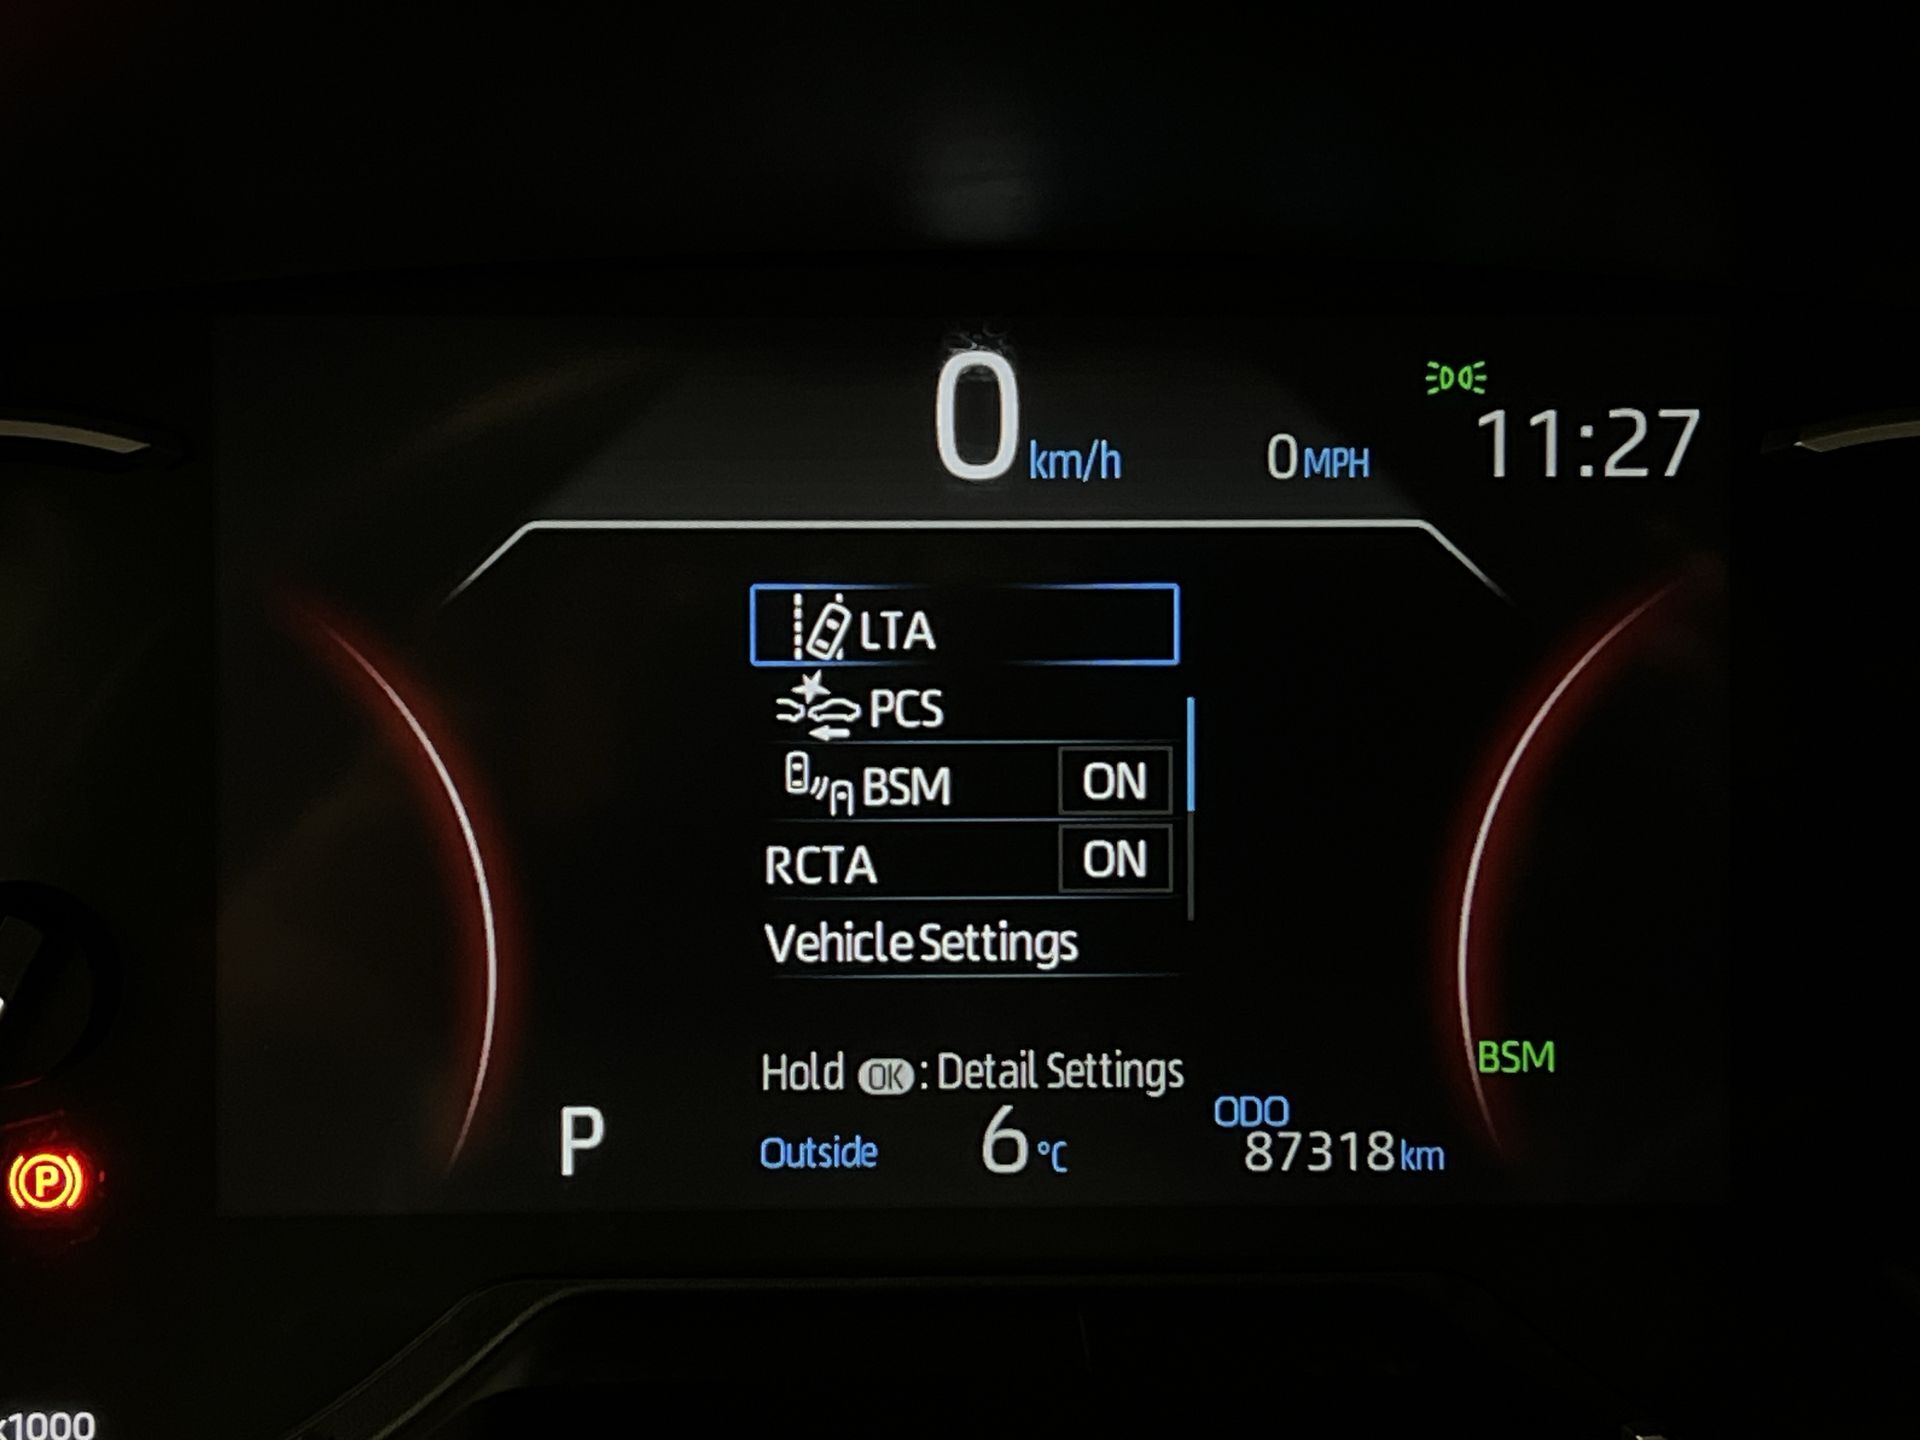 0 km/h 0 MPH 11:27
LTA
PCS
BSM ON
RCTA ON
Vehicle Settings
Hold OK : Detail Settings
BSM
P
Outside 6 °C
ODO
87318 km
P
x1000